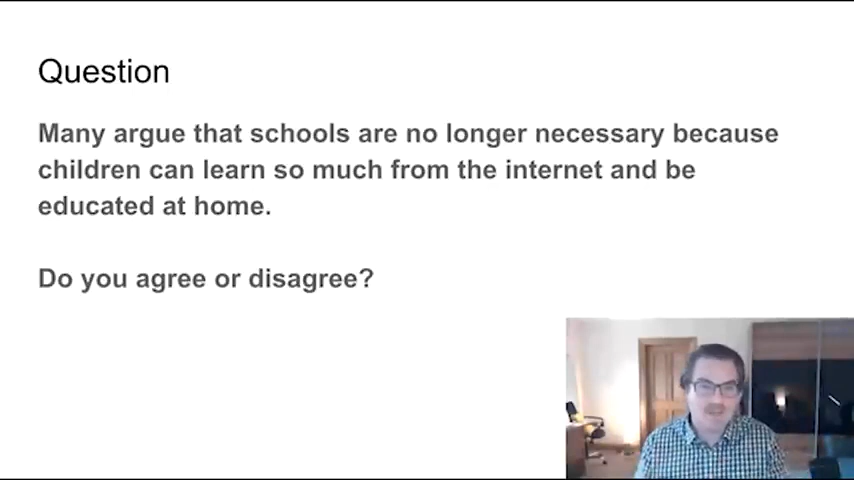 Question
Many argue that schools are no longer necessary because
children can learn so much from the internet and be
educated at home.
Do you agree or disagree?